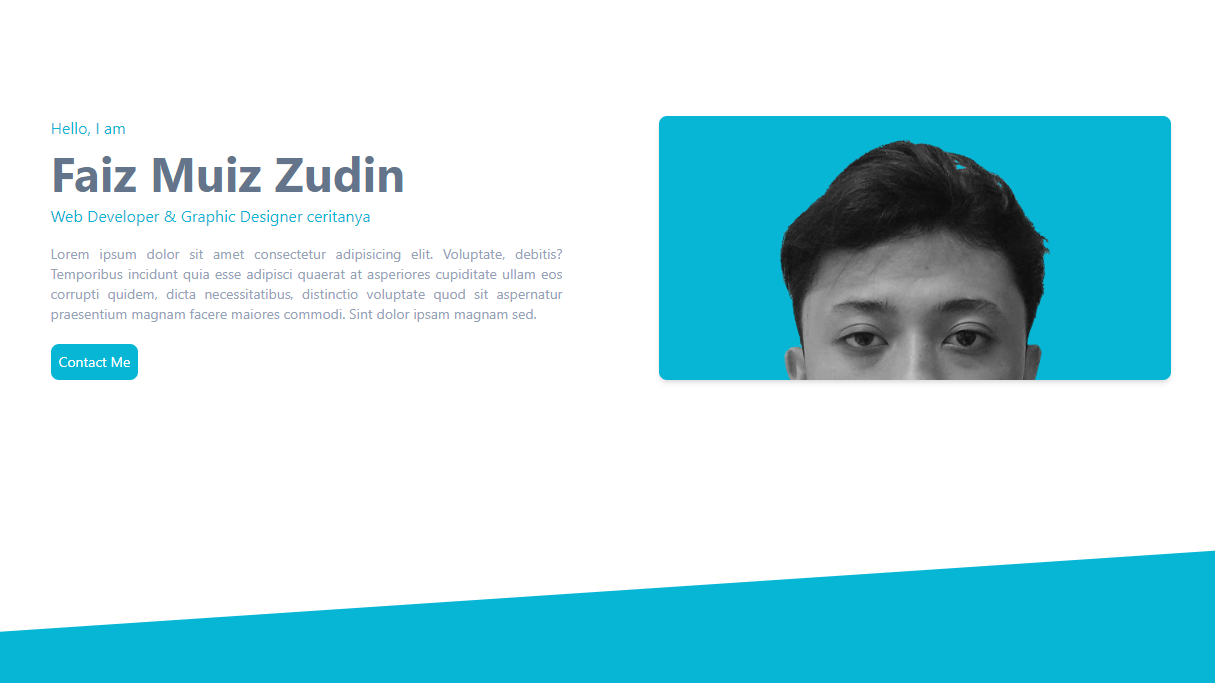 Hello, I am
Faiz Muiz Zudin
Web Developer & Graphic Designer ceritanya
Lorem ipsum dolor sit amet consectetur adipisicing elit. Voluptate, debitis?
Temporibus incidunt quia esse adipisci quaerat at asperiores cupiditate ullam eos
corrupti quidem, dicta necessitatibus, distinctio voluptate quod sit aspernatur
praesentium magnam facere maiores commodi. Sint dolor ipsam magnam sed.
Contact Me